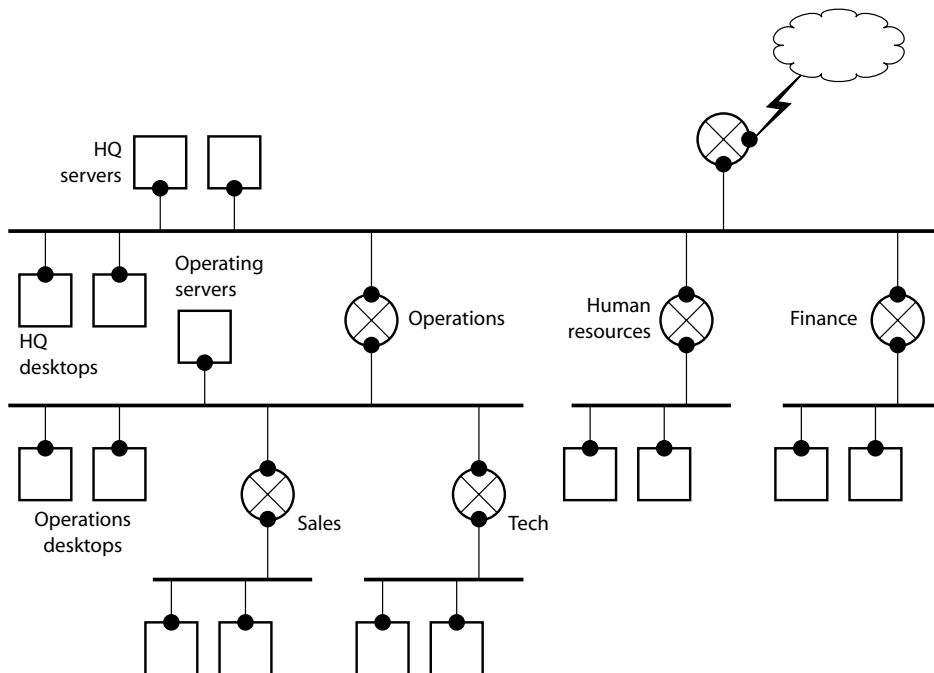 HQ
servers
Operating
servers
Operations
Human
resources
Finance
HQ
desktops
Operations
desktops
Sales
Tech